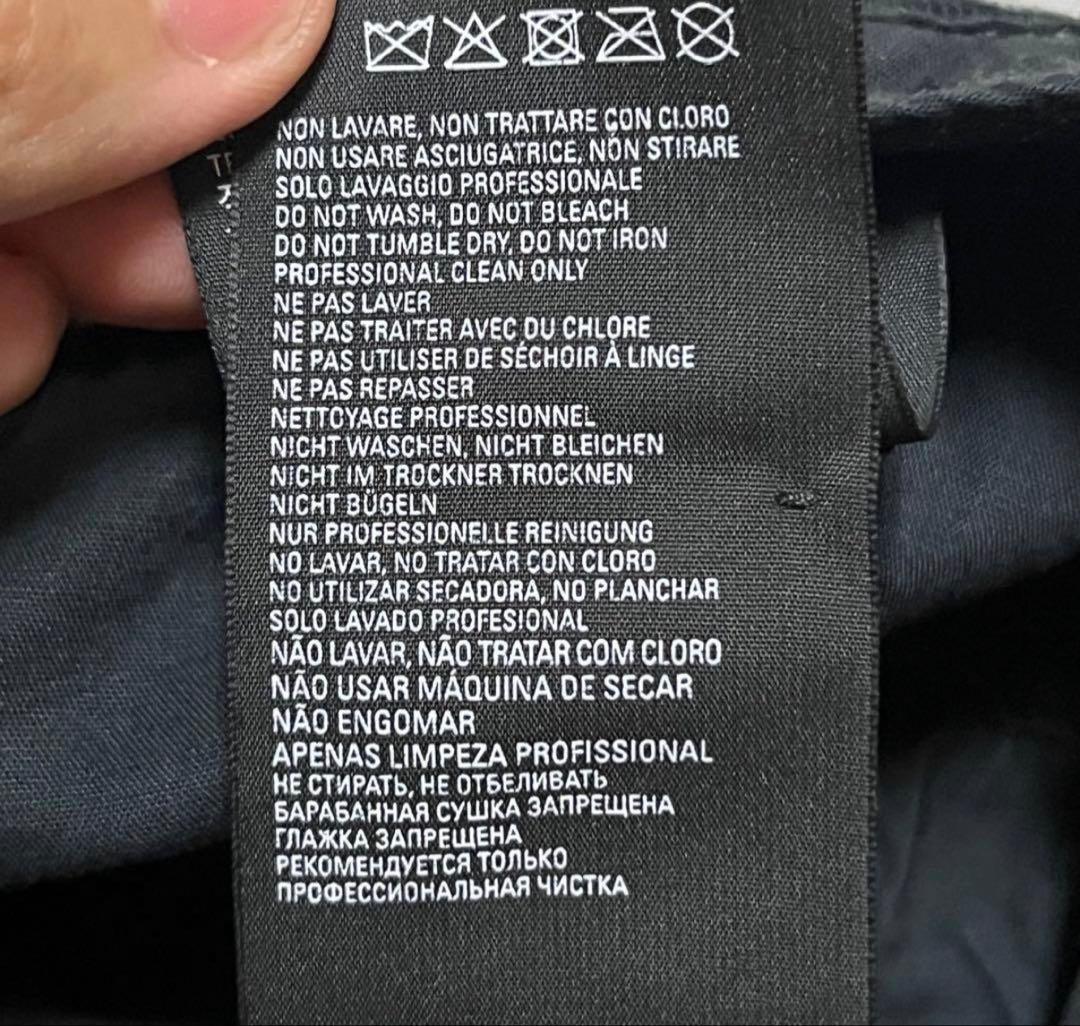 NON LAVARE, NON TRATTARE CON CLORO
NON USARE ASCIUGATRICE, NON STIRARE
SOLO LAVAGGIO PROFESSIONALE
DO NOT WASH, DO NOT BLEACH
DO NOT TUMBLE DRY, DO NOT IRON
PROFESSIONAL CLEAN ONLY
NE PAS LAVER
NE PAS TRAITER AVEC DU CHLORE
NE PAS UTILISER DE SÉCHOIR À LINGE
NE PAS REPASSER
NETTOYAGE PROFESSIONNEL
NICHT WASCHEN, NICHT BLEICHEN
NICHT IM TROCKNER TROCKNEN
NICHT BÜGELN
NUR PROFESSIONELLE REINIGUNG
NO LAVAR, NO TRATAR CON CLORO
NO UTILIZAR SECADORA, NO PLANCHAR
SOLO LAVADO PROFESIONAL
NÃO LAVAR, NÃO TRATAR COM CLORO
NÃO USAR MÁQUINA DE SECAR
NÃO ENGOMAR
APENAS LIMPEZA PROFISSIONAL
НЕ СТИРАТЬ, НЕ ОТБЕЛИВАТЬ
БАРАБАННАЯ СУШКА ЗАПРЕЩЕНА
ГЛАЖКА ЗАПРЕЩЕНА
РЕКОМЕНДУЕТСЯ ТОЛЬКО
ПРОФЕССИОНАЛЬНАЯ ЧИСТКА